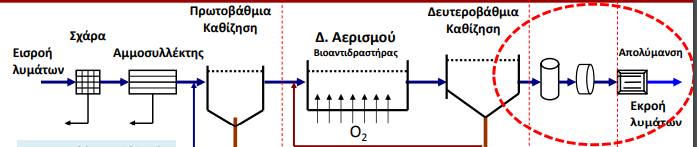 Εισροή
λυμάτων
Σχάρα
Αμμοσυλλέκτης
Πρωτοβάθμια
Καθίζηση
Δ. Αερισμού
Βιοαντιδραστήρας
O₂
Δευτεροβάθμια
Καθίζηση
Απολύμανση
Εκροή
λυμάτων